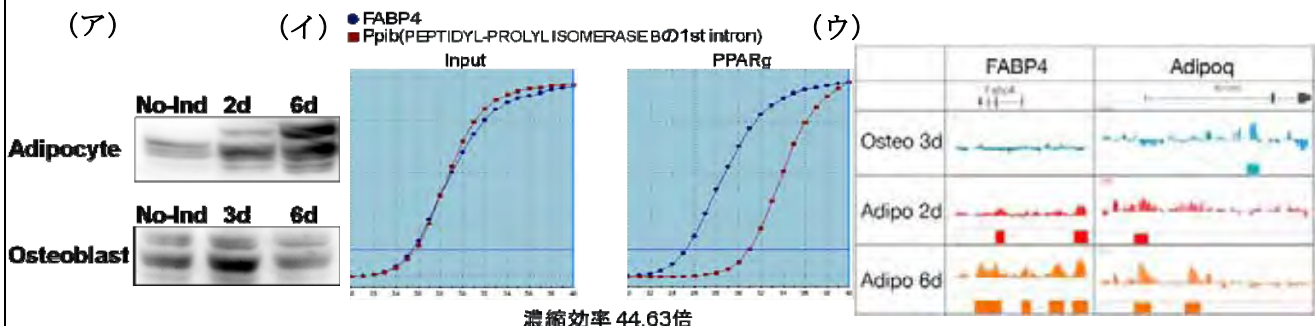 (ア)
(イ)
● FABP4
■ Ppib(PEPTIDYL-PROLYL ISOMERASE Bの1st intron)
(ウ)
Input
PPARg
No-Ind 2d 6d
Adipocyte
No-Ind 3d 6d
Osteoblast
濃縮効率 44.63倍
FABP4 Adipoq
Fabp4
Osteo 3d
Adipo 2d
Adipo 6d